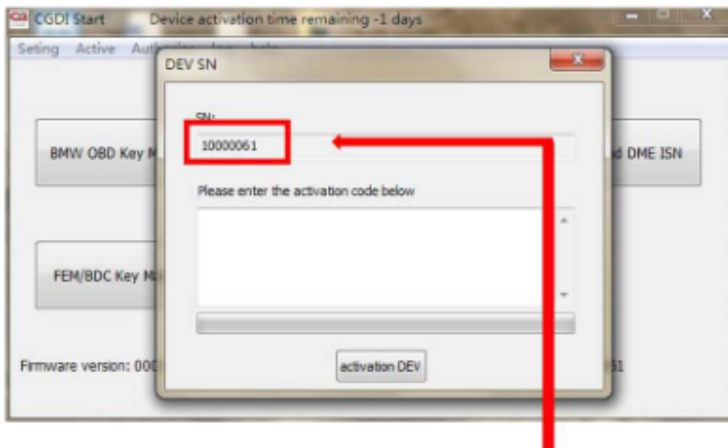 CGDI Start Device activation time remaining -1 days
Seting Active
DEV SN
SN:
10000061
BMW OBD Key M
d DME ISN
Please enter the activation code below
FEM/BDC Key Ma
Firmware version: 000
61
activation DEV